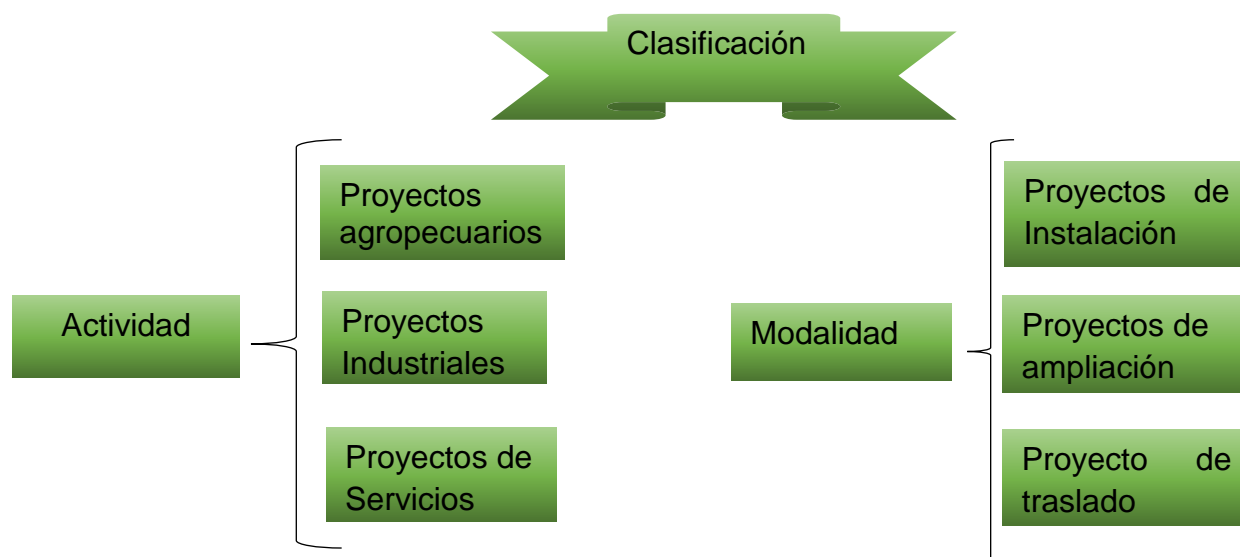 Clasificación
Actividad
Proyectos
agropecuarios
Proyectos
Industriales
Proyectos de
Servicios
Modalidad
Proyectos de
Instalación
Proyectos de
ampliación
Proyecto de
traslado